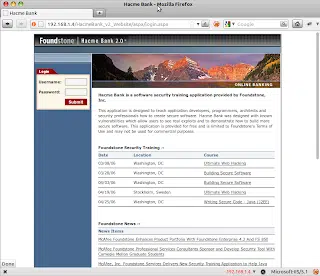 Hacme Bank - Mozilla Firefox
http://192.168.1.4/HacmeBank_v2_Website/aspx/login.aspx
Google
Hacme Bank
Foundstone Hacme Bank 2.0
Login
Username:
Password:
Submit
ONLINE BANKING
Hacme Bank is a software security training application provided by Foundstone, Inc.
This application is designed to teach application developers, programmers, architects and
security professionals how to create secure software. Hacme Bank was designed with known
vulnerabilities which allow users to see real exploits and to demonstrate how to build more
secure software. This application is provided for free and is limited to Foundstone's Terms of
Use and may not be used for commercial purposes.
Foundstone Security Training
Date Location Course
03/08/06 Washington, DC Ultimate Web Hacking
03/28/06 Washington, DC Building Secure Software
03/30/06 Washington, DC Building Secure Software
04/19/06 Stockholm, Sweden Ultimate Web Hacking
04/25/06 Washington, DC Writing Secure Code - Java (J2EE)
Foundstone News
News Items
McAfee Foundstone Enhances Product Portfolio With Foundstone Enterprise 4.2 And FS 850
McAfee Foundstone Professional Services Consultants Sponsor and Develop Security Tool With
Carnegie Mellon Graduate Students
McAfee, Inc. Foundstone Services Delivers New Security Training Application to Help Java
Done
192.168.1.4
Microsoft-IIS/5.1